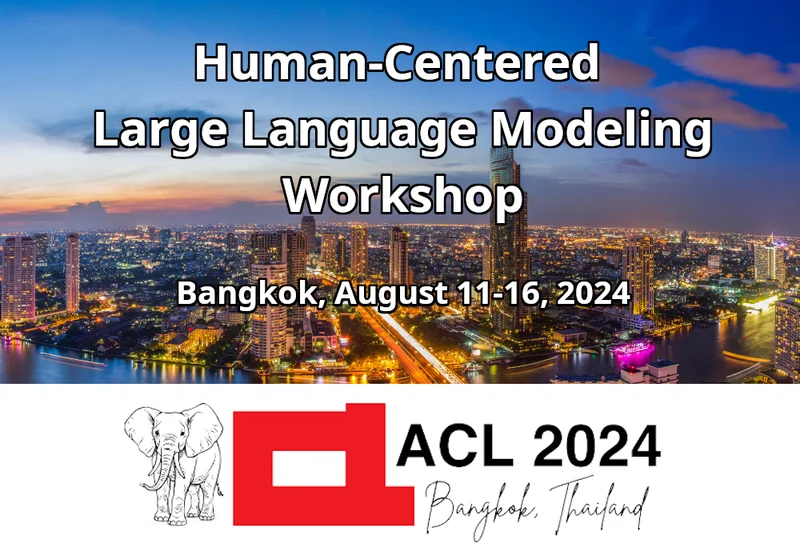 Human-Centered
Large Language Modeling
Workshop
Bangkok, August 11-16, 2024
ACL 2024
Bangkok, Thailand